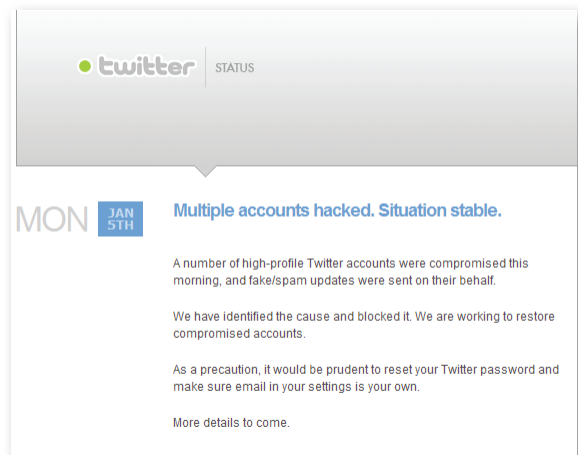 twitter STATUS
MON JAN 5TH
Multiple accounts hacked. Situation stable.
A number of high-profile Twitter accounts were compromised this
morning, and fake/spam updates were sent on their behalf.
We have identified the cause and blocked it. We are working to restore
compromised accounts.
As a precaution, it would be prudent to reset your Twitter password and
make sure email in your settings is your own.
More details to come.